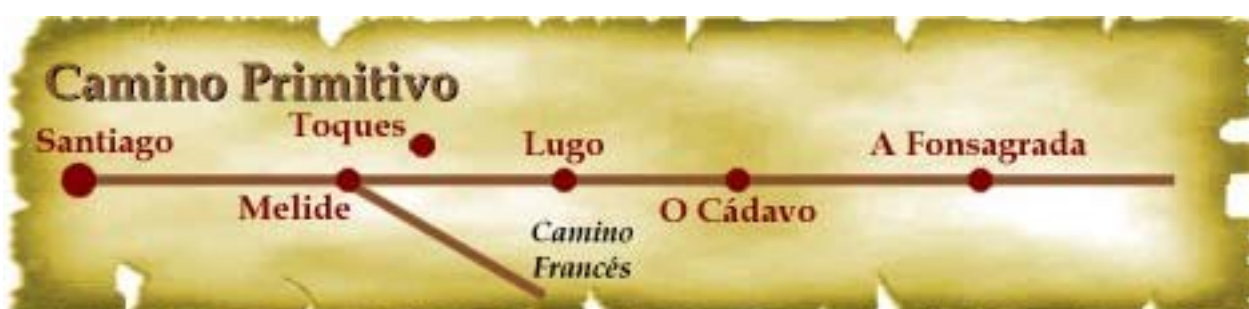 Camino Primitivo
Toques
Santiago
Lugo
A Fonsagrada
Melide
O Cádavo
Camino
Francés